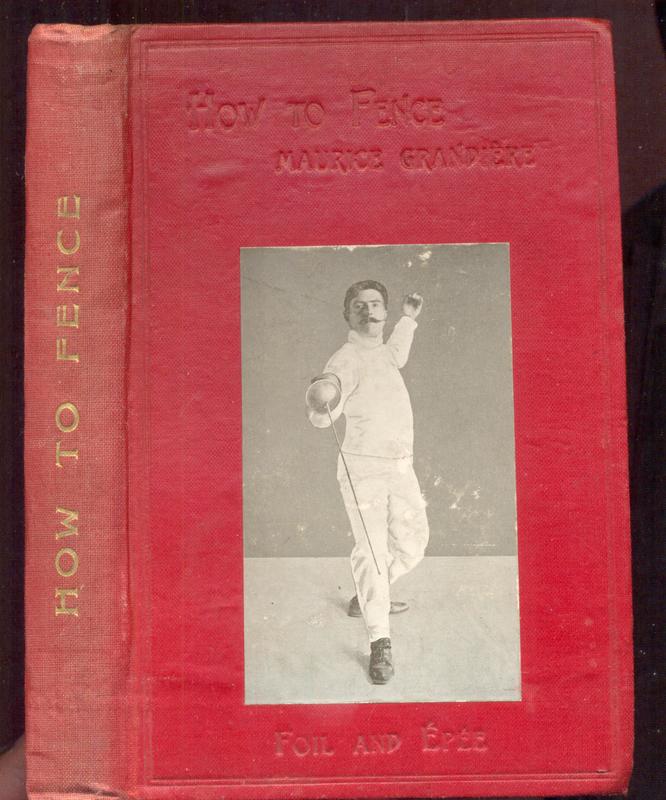 HOW TO FENCE
HOW TO FENCE
MAURICE GRANDIÈRE
FOIL AND ÉPÉE